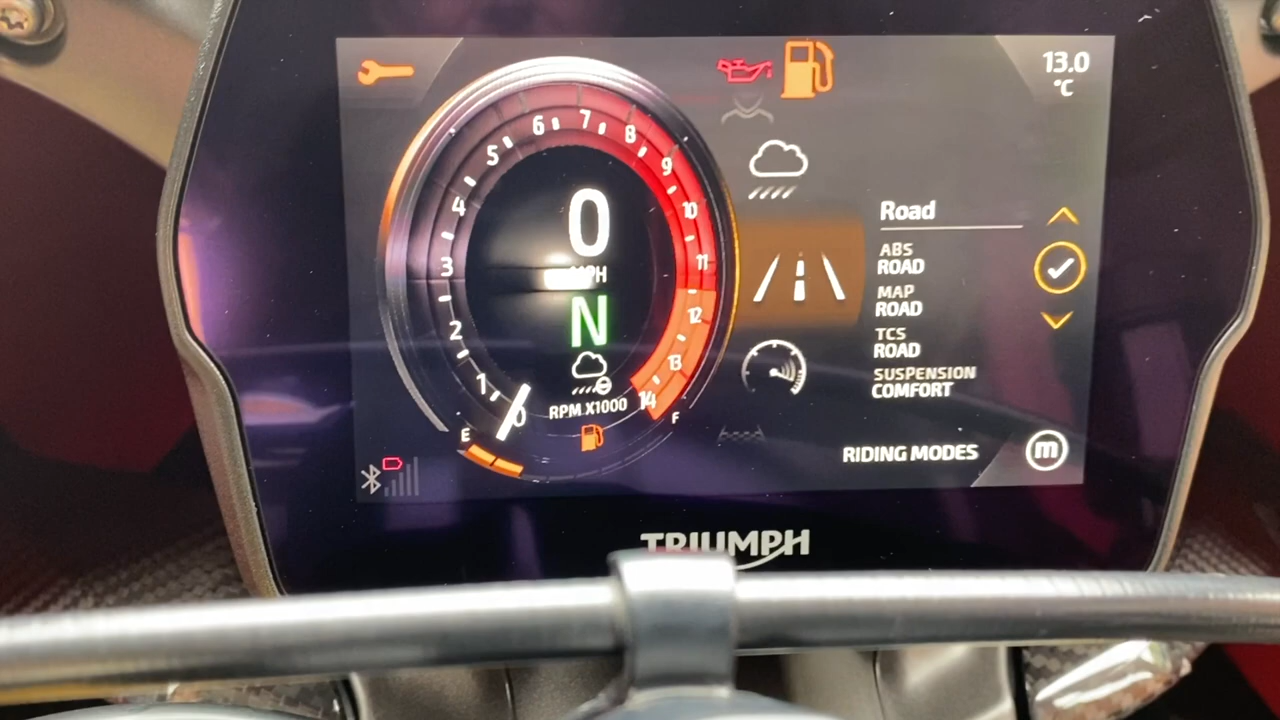 13.0
°C
0
1
2
3
4
5
6
7
8
9
10
11
12
13
14
0
MPH
N
RPM X1000
E
F
Road
ABS
ROAD
MAP
ROAD
TCS
ROAD
SUSPENSION
COMFORT
RIDING MODES
m
TRIUMPH